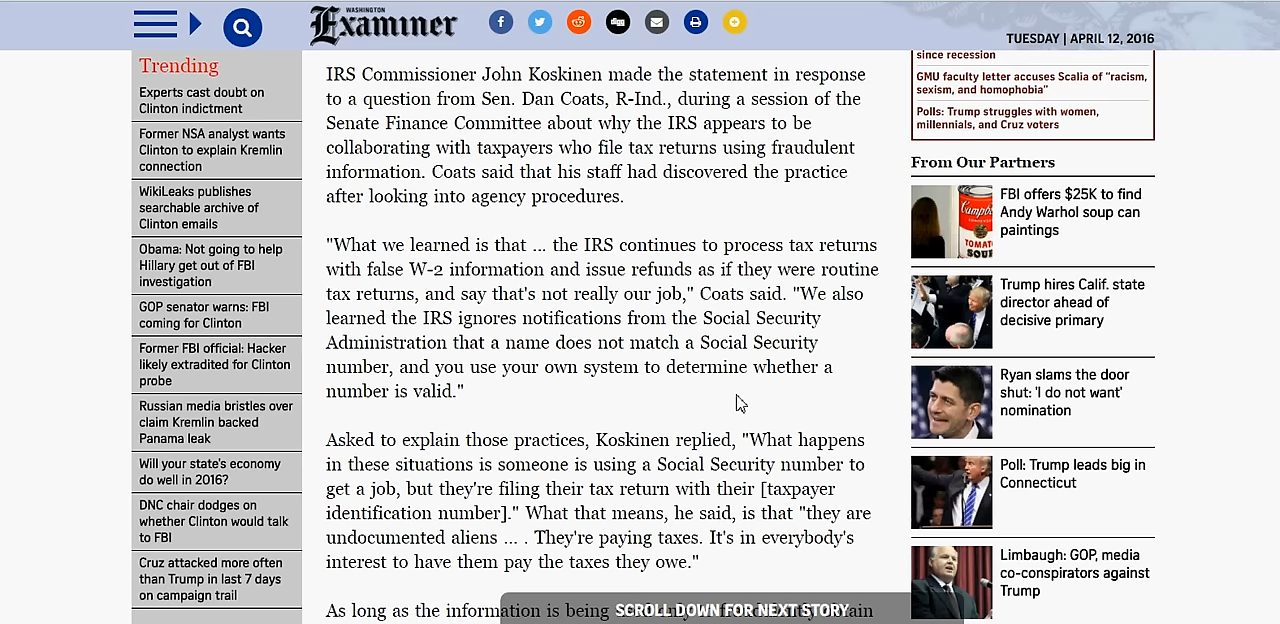 WASHINGTON
Examiner
digg
TUESDAY | APRIL 12, 2016
Trending
Experts cast doubt on
Clinton indictment
Former NSA analyst wants
Clinton to explain Kremlin
connection
WikiLeaks publishes
searchable archive of
Clinton emails
Obama: Not going to help
Hillary get out of FBI
investigation
GOP senator warns: FBI
coming for Clinton
Former FBI official: Hacker
likely extradited for Clinton
probe
Russian media bristles over
claim Kremlin backed
Panama leak
Will your state's economy
do well in 2016?
DNC chair dodges on
whether Clinton would talk
to FBI
Cruz attacked more often
than Trump in last 7 days
on campaign trail
IRS Commissioner John Koskinen made the statement in response
to a question from Sen. Dan Coats, R-Ind., during a session of the
Senate Finance Committee about why the IRS appears to be
collaborating with taxpayers who file tax returns using fraudulent
information. Coats said that his staff had discovered the practice
after looking into agency procedures.
"What we learned is that ... the IRS continues to process tax returns
with false W-2 information and issue refunds as if they were routine
tax returns, and say that's not really our job," Coats said. "We also
learned the IRS ignores notifications from the Social Security
Administration that a name does not match a Social Security
number, and you use your own system to determine whether a
number is valid."
Asked to explain those practices, Koskinen replied, "What happens
in these situations is someone is using a Social Security number to
get a job, but they're filing their tax return with their [taxpayer
identification number]." What that means, he said, is that "they are
undocumented aliens ... . They're paying taxes. It's in everybody's
interest to have them pay the taxes they owe."
As long as the information is being
SCROLL DOWN FOR NEXT STORY
since recession
GMU faculty letter accuses Scalia of "racism,
sexism, and homophobia"
Polls: Trump struggles with women,
millennials, and Cruz voters
From Our Partners
Campbe
TOMATO
SOUP
FBI offers $25K to find
Andy Warhol soup can
paintings
Trump hires Calif. state
director ahead of
decisive primary
Ryan slams the door
shut: 'I do not want'
nomination
Poll: Trump leads big in
Connecticut
Limbaugh: GOP, media
co-conspirators against
Trump